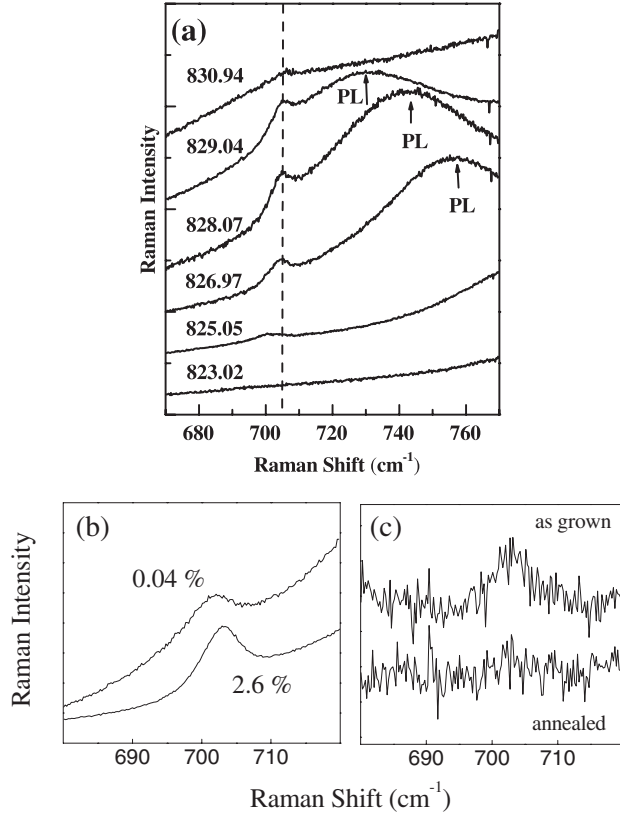 (a)
830.94
829.04
828.07
826.97
825.05
823.02
PL
PL
PL
Raman Intensity
680 700 720 740 760
Raman Shift (cm⁻¹)
(b)
0.04 %
2.6 %
690 700 710
(c)
as grown
annealed
690 700 710
Raman Intensity
Raman Shift (cm⁻¹)